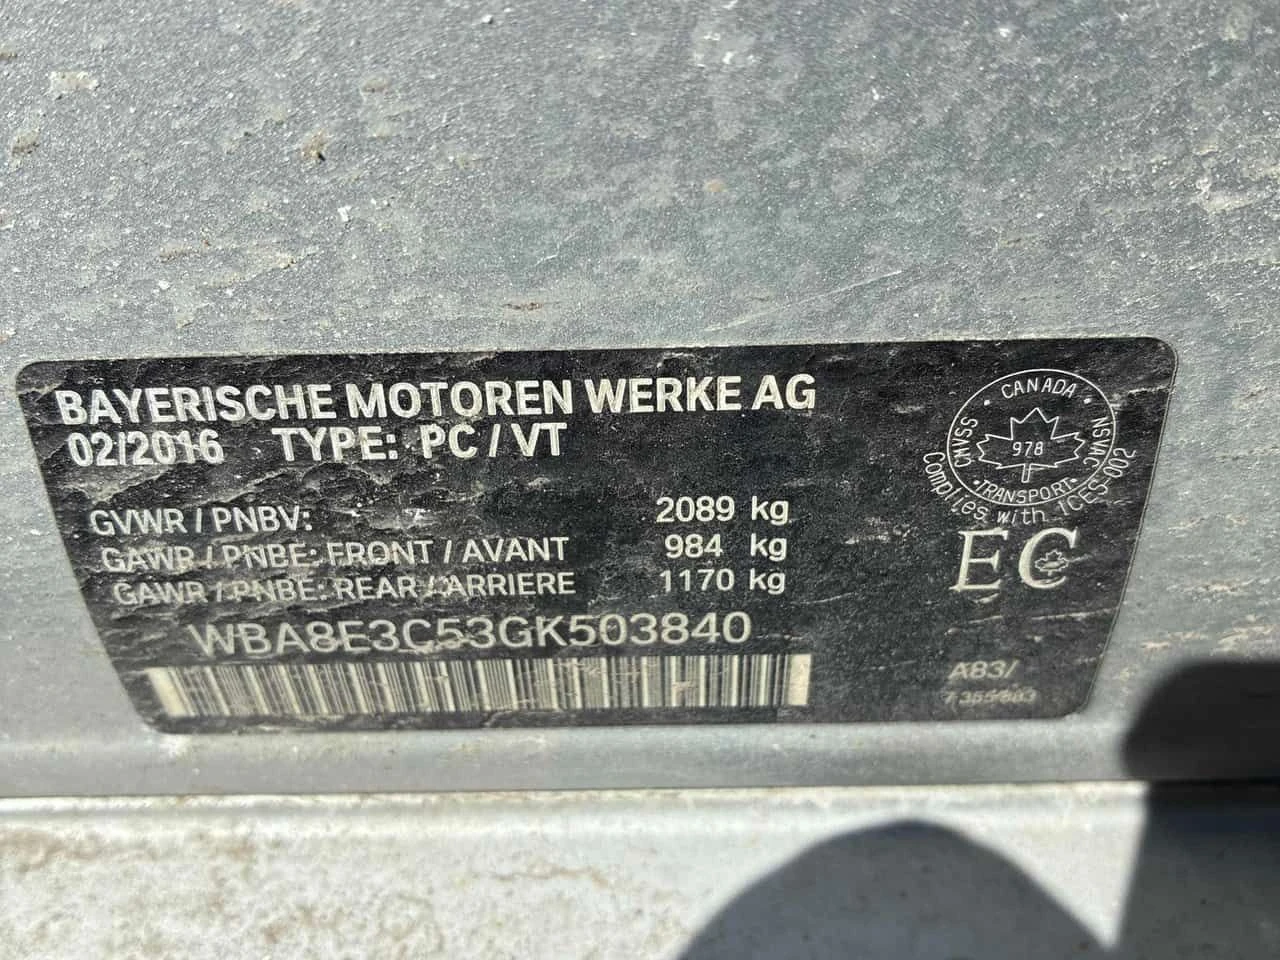 BAYERISCHE MOTOREN WERKE AG
02/2016 TYPE: PC / VT
GVWR / PNBV: 2089 kg
GAWR / PNBE: FRONT / AVANT 984 kg
GAWR / PNBE: REAR / ARRIERE 1170 kg
WBA8E3C53GK503840
CANADA
CNASS NSVAC
978
TRANSPORT
Complies with ICES-002
EC
A83/